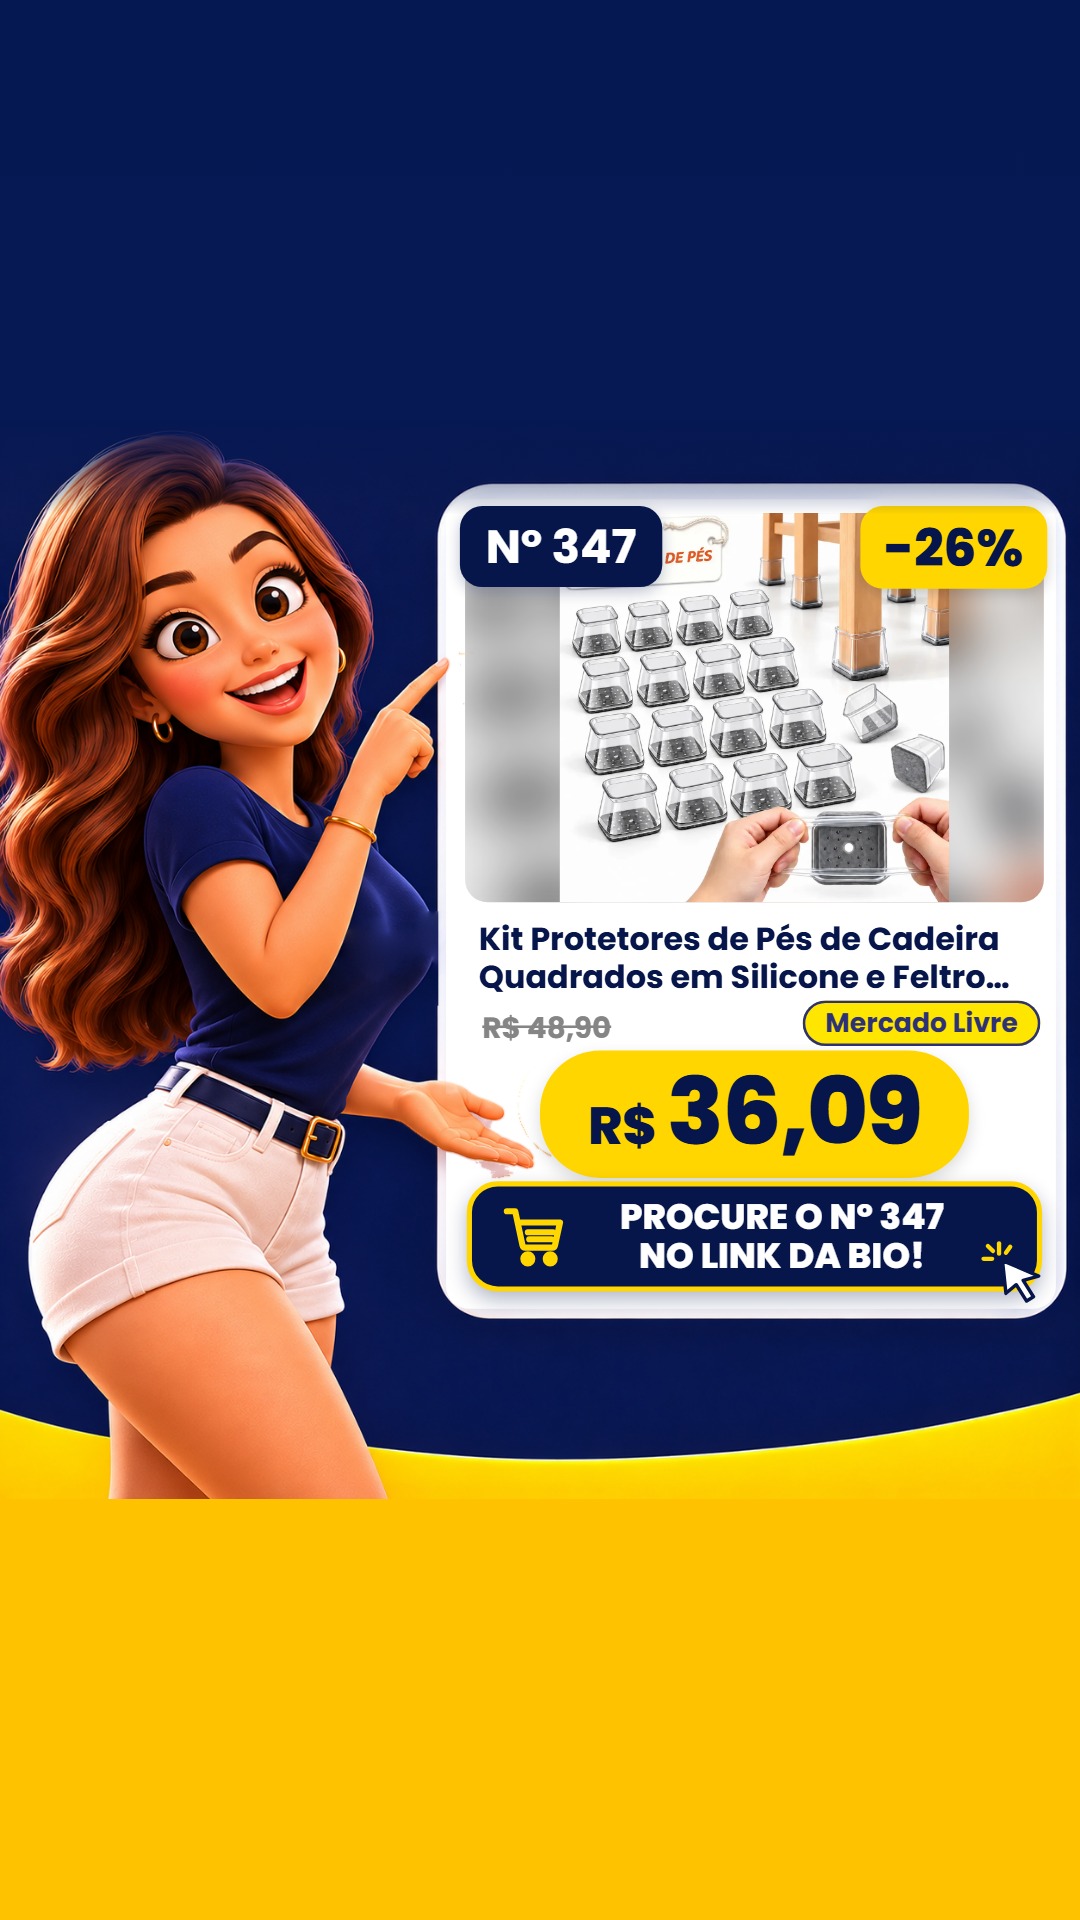 Nº 347
DE PÉS
-26%
Kit Protetores de Pés de Cadeira
Quadrados em Silicone e Feltro...
R$ 48,90
Mercado Livre
R$ 36,09
PROCURE O Nº 347
NO LINK DA BIO!